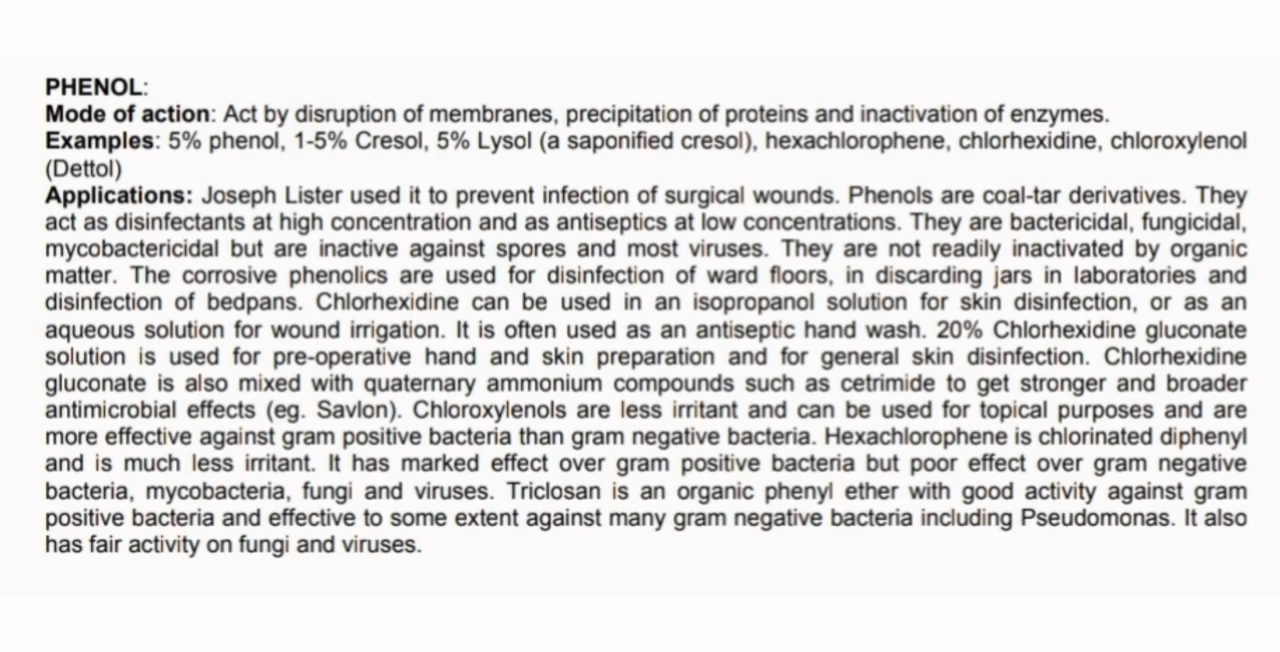 PHENOL:
Mode of action: Act by disruption of membranes, precipitation of proteins and inactivation of enzymes.
Examples: 5% phenol, 1-5% Cresol, 5% Lysol (a saponified cresol), hexachlorophene, chlorhexidine, chloroxylenol
(Dettol)
Applications: Joseph Lister used it to prevent infection of surgical wounds. Phenols are coal-tar derivatives. They
act as disinfectants at high concentration and as antiseptics at low concentrations. They are bactericidal, fungicidal,
mycobactericidal but are inactive against spores and most viruses. They are not readily inactivated by organic
matter. The corrosive phenolics are used for disinfection of ward floors, in discarding jars in laboratories and
disinfection of bedpans. Chlorhexidine can be used in an isopropanol solution for skin disinfection, or as an
aqueous solution for wound irrigation. It is often used as an antiseptic hand wash. 20% Chlorhexidine gluconate
solution is used for pre-operative hand and skin preparation and for general skin disinfection. Chlorhexidine
gluconate is also mixed with quaternary ammonium compounds such as cetrimide to get stronger and broader
antimicrobial effects (eg. Savlon). Chloroxylenols are less irritant and can be used for topical purposes and are
more effective against gram positive bacteria than gram negative bacteria. Hexachlorophene is chlorinated diphenyl
and is much less irritant. It has marked effect over gram positive bacteria but poor effect over gram negative
bacteria, mycobacteria, fungi and viruses. Triclosan is an organic phenyl ether with good activity against gram
positive bacteria and effective to some extent against many gram negative bacteria including Pseudomonas. It also
has fair activity on fungi and viruses.